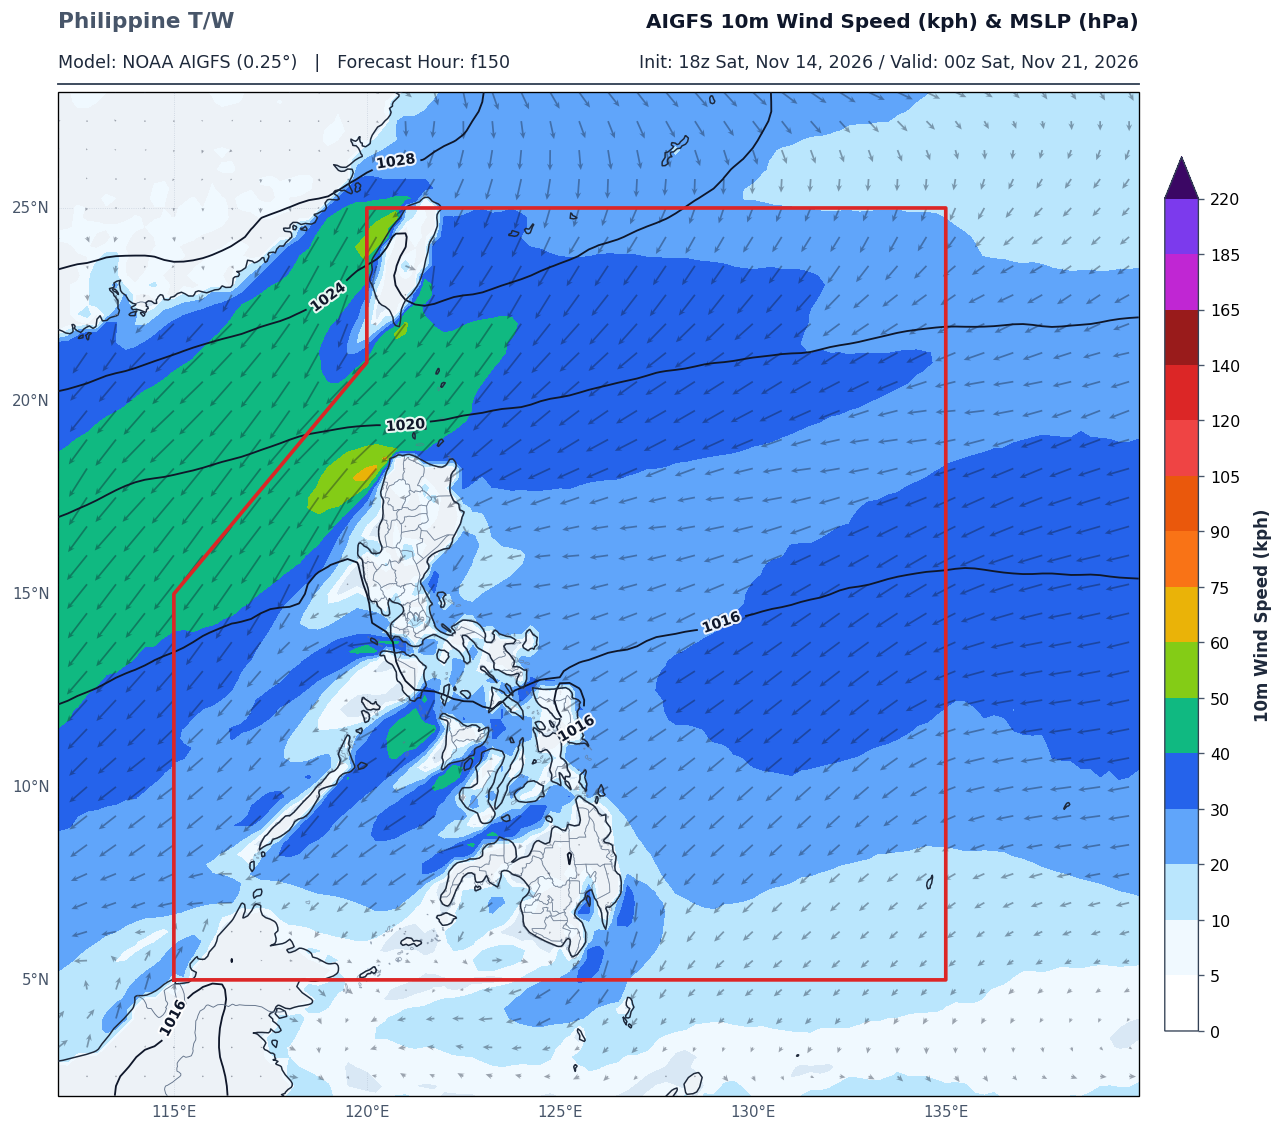 Philippine T/W
AIGFS 10m Wind Speed (kph) & MSLP (hPa)
Model: NOAA AIGFS (0.25°) | Forecast Hour: f150
Init: 18z Sat, Nov 14, 2026 / Valid: 00z Sat, Nov 21, 2026
1028
25°N
1024
20°N
1020
15°N
1016
1016
10°N
5°N
1016
115°E
120°E
125°E
130°E
135°E
220
185
165
140
120
105
90
75
60
50
40
30
20
10
5
0
10m Wind Speed (kph)